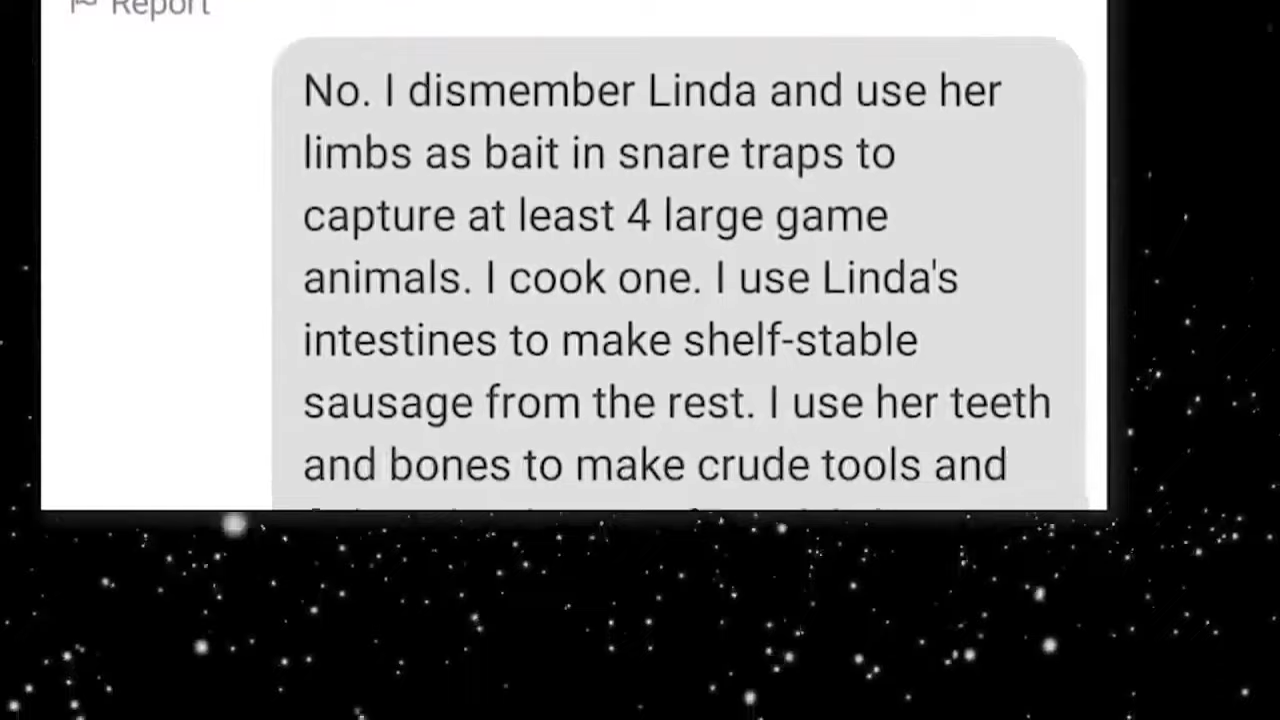 Report
No. I dismember Linda and use her
limbs as bait in snare traps to
capture at least 4 large game
animals. I cook one. I use Linda's
intestines to make shelf-stable
sausage from the rest. I use her teeth
and bones to make crude tools and